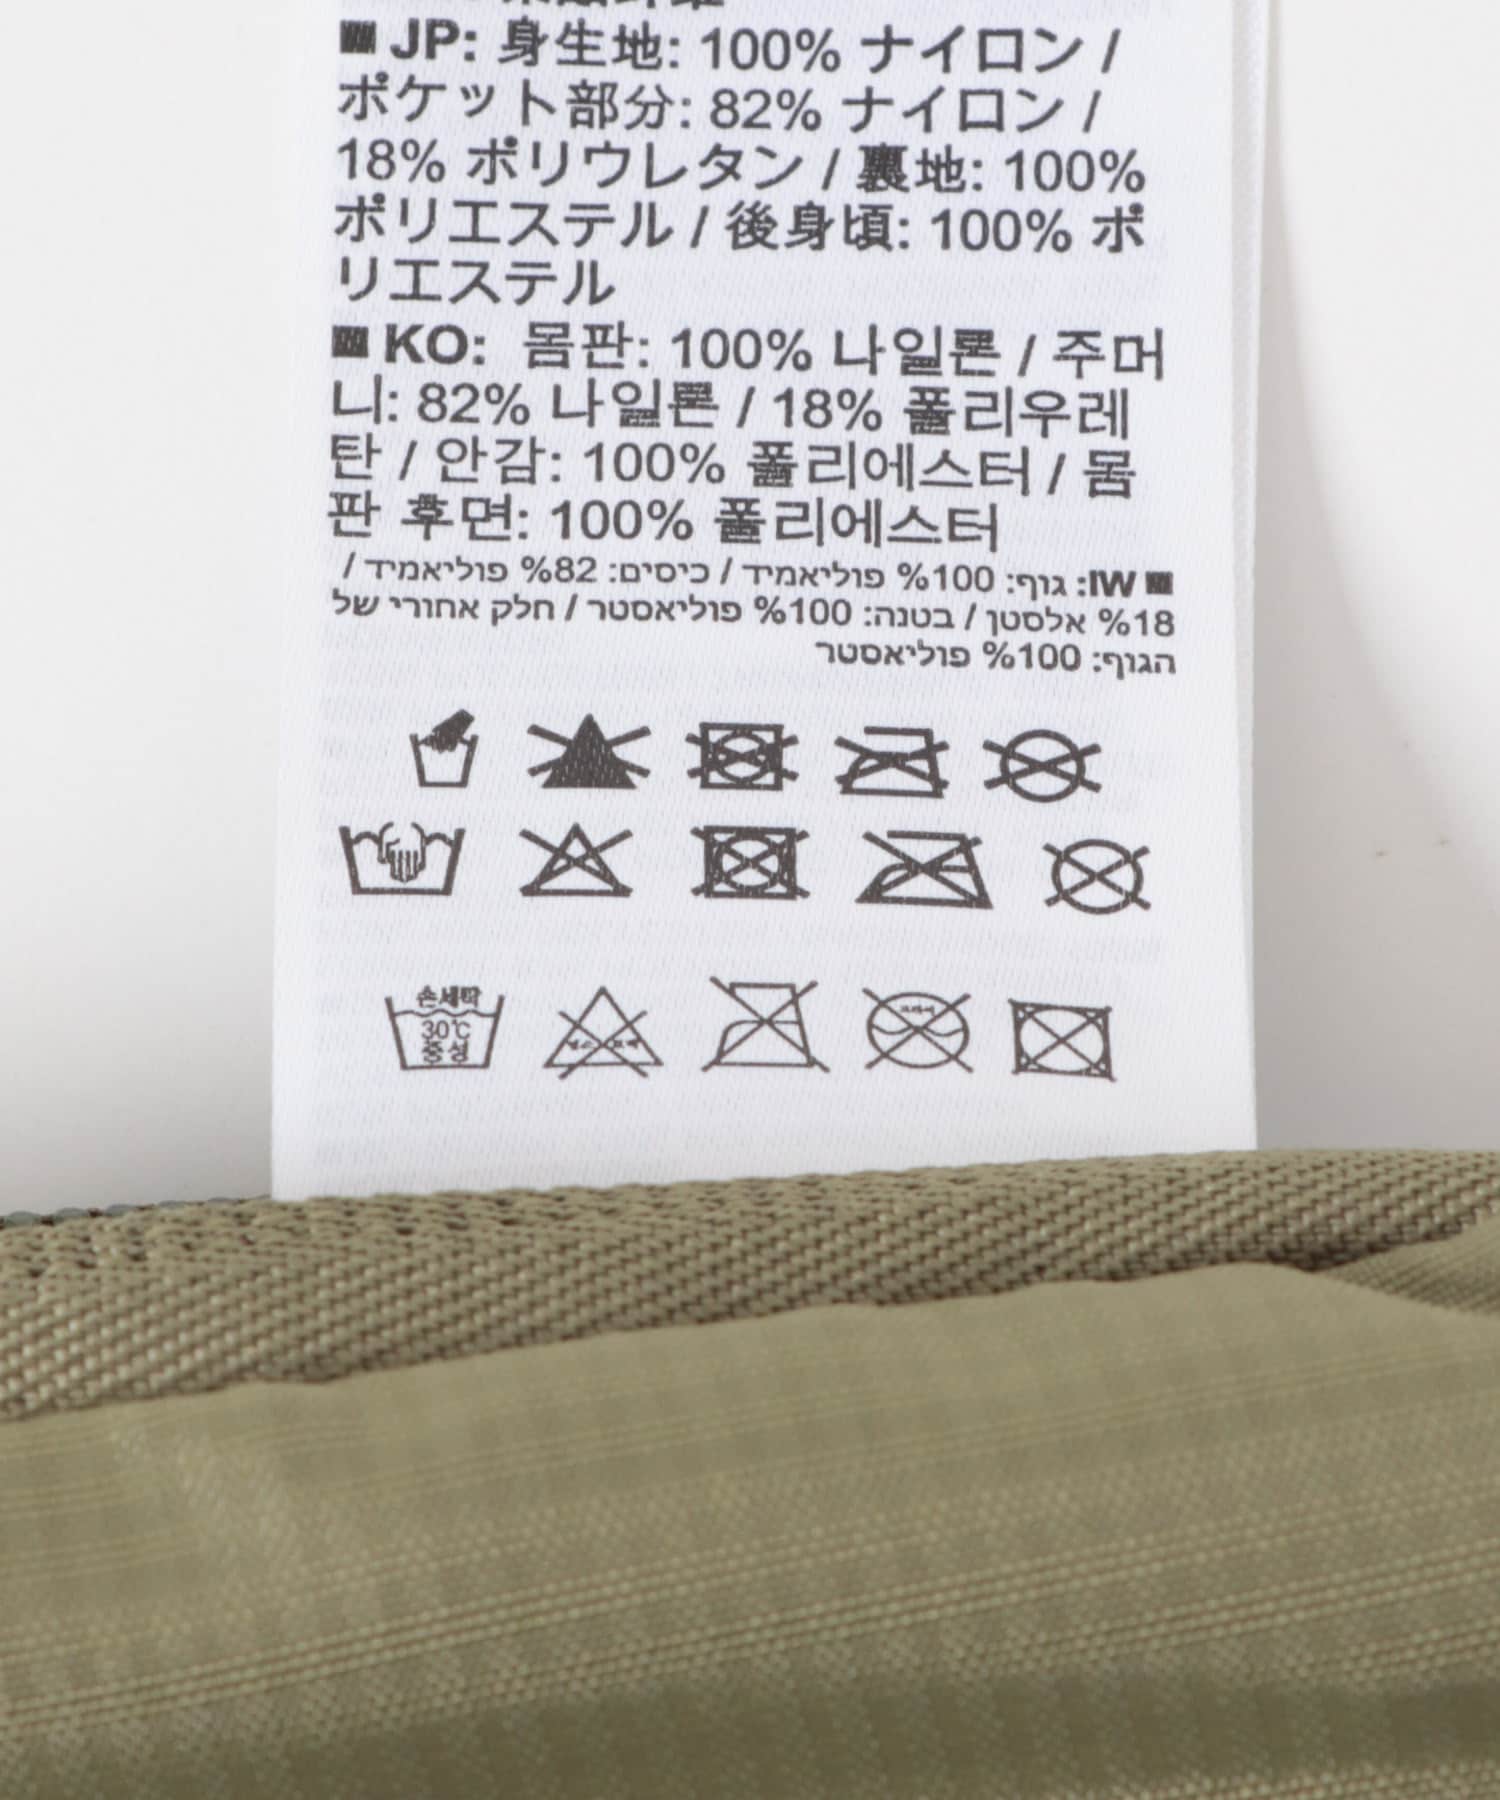 ■ JP: 身生地: 100% ナイロン /
ポケット部分: 82% ナイロン /
18% ポリウレタン / 裏地: 100%
ポリエステル / 後身頃: 100% ポ
リエステル
■ KO: 몸판: 100% 나일론 / 주머
니: 82% 나일론 / 18% 폴리우레
탄 / 안감: 100% 폴리에스터 / 몸
판 후면: 100% 폴리에스터
■ IW: גוף: 100% פוליאמיד / כיסים: 82% פוליאמיד /
18% אלסטן / בטנה: 100% פוליאסטר / חלק אחורי של
הגוף: 100% פוליאסטר
손세탁
30℃
중성